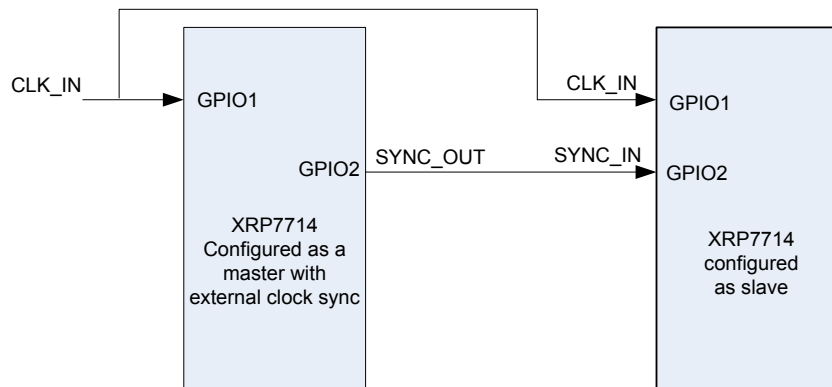 CLK_IN
GPIO1
GPIO2
XRP7714
Configured as a
master with
external clock sync
SYNC_OUT
CLK_IN
SYNC_IN
GPIO1
GPIO2
XRP7714
configured
as slave